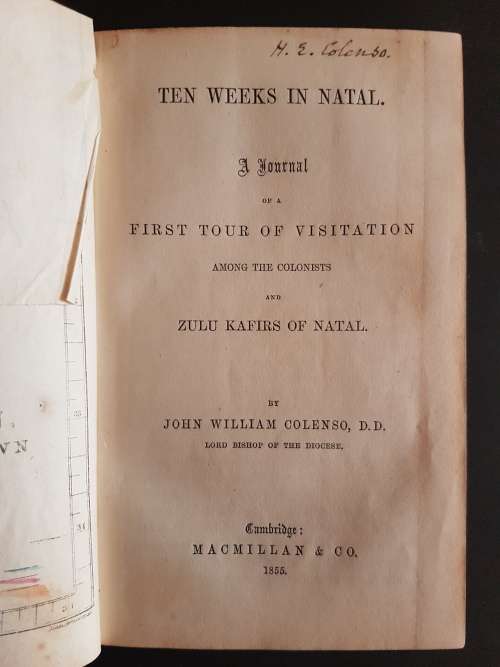 H. E. Colenso.
TEN WEEKS IN NATAL.
A Journal
OF A
FIRST TOUR OF VISITATION
AMONG THE COLONISTS
AND
ZULU KAFIRS OF NATAL.
BY
JOHN WILLIAM COLENSO, D.D.
LORD BISHOP OF THE DIOCESE.
Cambridge:
MACMILLAN & CO.
1855.